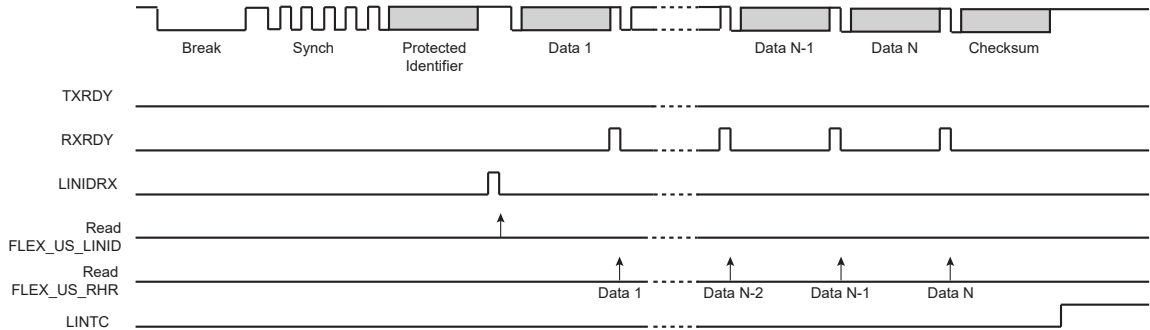 Break
Synch
Protected
Identifier
Data 1
Data N-1
Data N
Checksum
TXRDY
RXRDY
LINIDRX
Read
FLEX_US_LINID
Read
FLEX_US_RHR
Data 1
Data N-2
Data N-1
Data N
LINTC